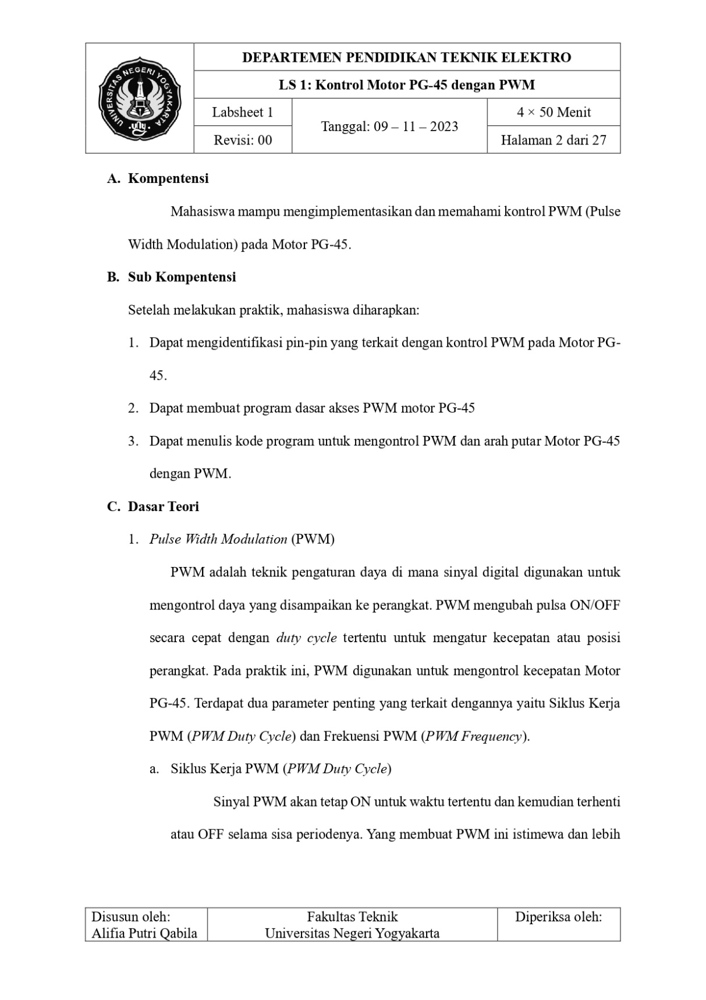 UNIVERSITAS NEGERI YOGYAKARTA
uny
DEPARTEMEN PENDIDIKAN TEKNIK ELEKTRO
LS 1: Kontrol Motor PG-45 dengan PWM
Labsheet 1
Tanggal: 09 – 11 – 2023
4 × 50 Menit
Revisi: 00
Halaman 2 dari 27
A. Kompentensi
Mahasiswa mampu mengimplementasikan dan memahami kontrol PWM (Pulse
Width Modulation) pada Motor PG-45.
B. Sub Kompentensi
Setelah melakukan praktik, mahasiswa diharapkan:
1. Dapat mengidentifikasi pin-pin yang terkait dengan kontrol PWM pada Motor PG-
45.
2. Dapat membuat program dasar akses PWM motor PG-45
3. Dapat menulis kode program untuk mengontrol PWM dan arah putar Motor PG-45
dengan PWM.
C. Dasar Teori
1. Pulse Width Modulation (PWM)
PWM adalah teknik pengaturan daya di mana sinyal digital digunakan untuk
mengontrol daya yang disampaikan ke perangkat. PWM mengubah pulsa ON/OFF
secara cepat dengan duty cycle tertentu untuk mengatur kecepatan atau posisi
perangkat. Pada praktik ini, PWM digunakan untuk mengontrol kecepatan Motor
PG-45. Terdapat dua parameter penting yang terkait dengannya yaitu Siklus Kerja
PWM (PWM Duty Cycle) dan Frekuensi PWM (PWM Frequency).
a. Siklus Kerja PWM (PWM Duty Cycle)
Sinyal PWM akan tetap ON untuk waktu tertentu dan kemudian terhenti
atau OFF selama sisa periodenya. Yang membuat PWM ini istimewa dan lebih
Disusun oleh:
Alifia Putri Qabila
Fakultas Teknik
Universitas Negeri Yogyakarta
Diperiksa oleh: